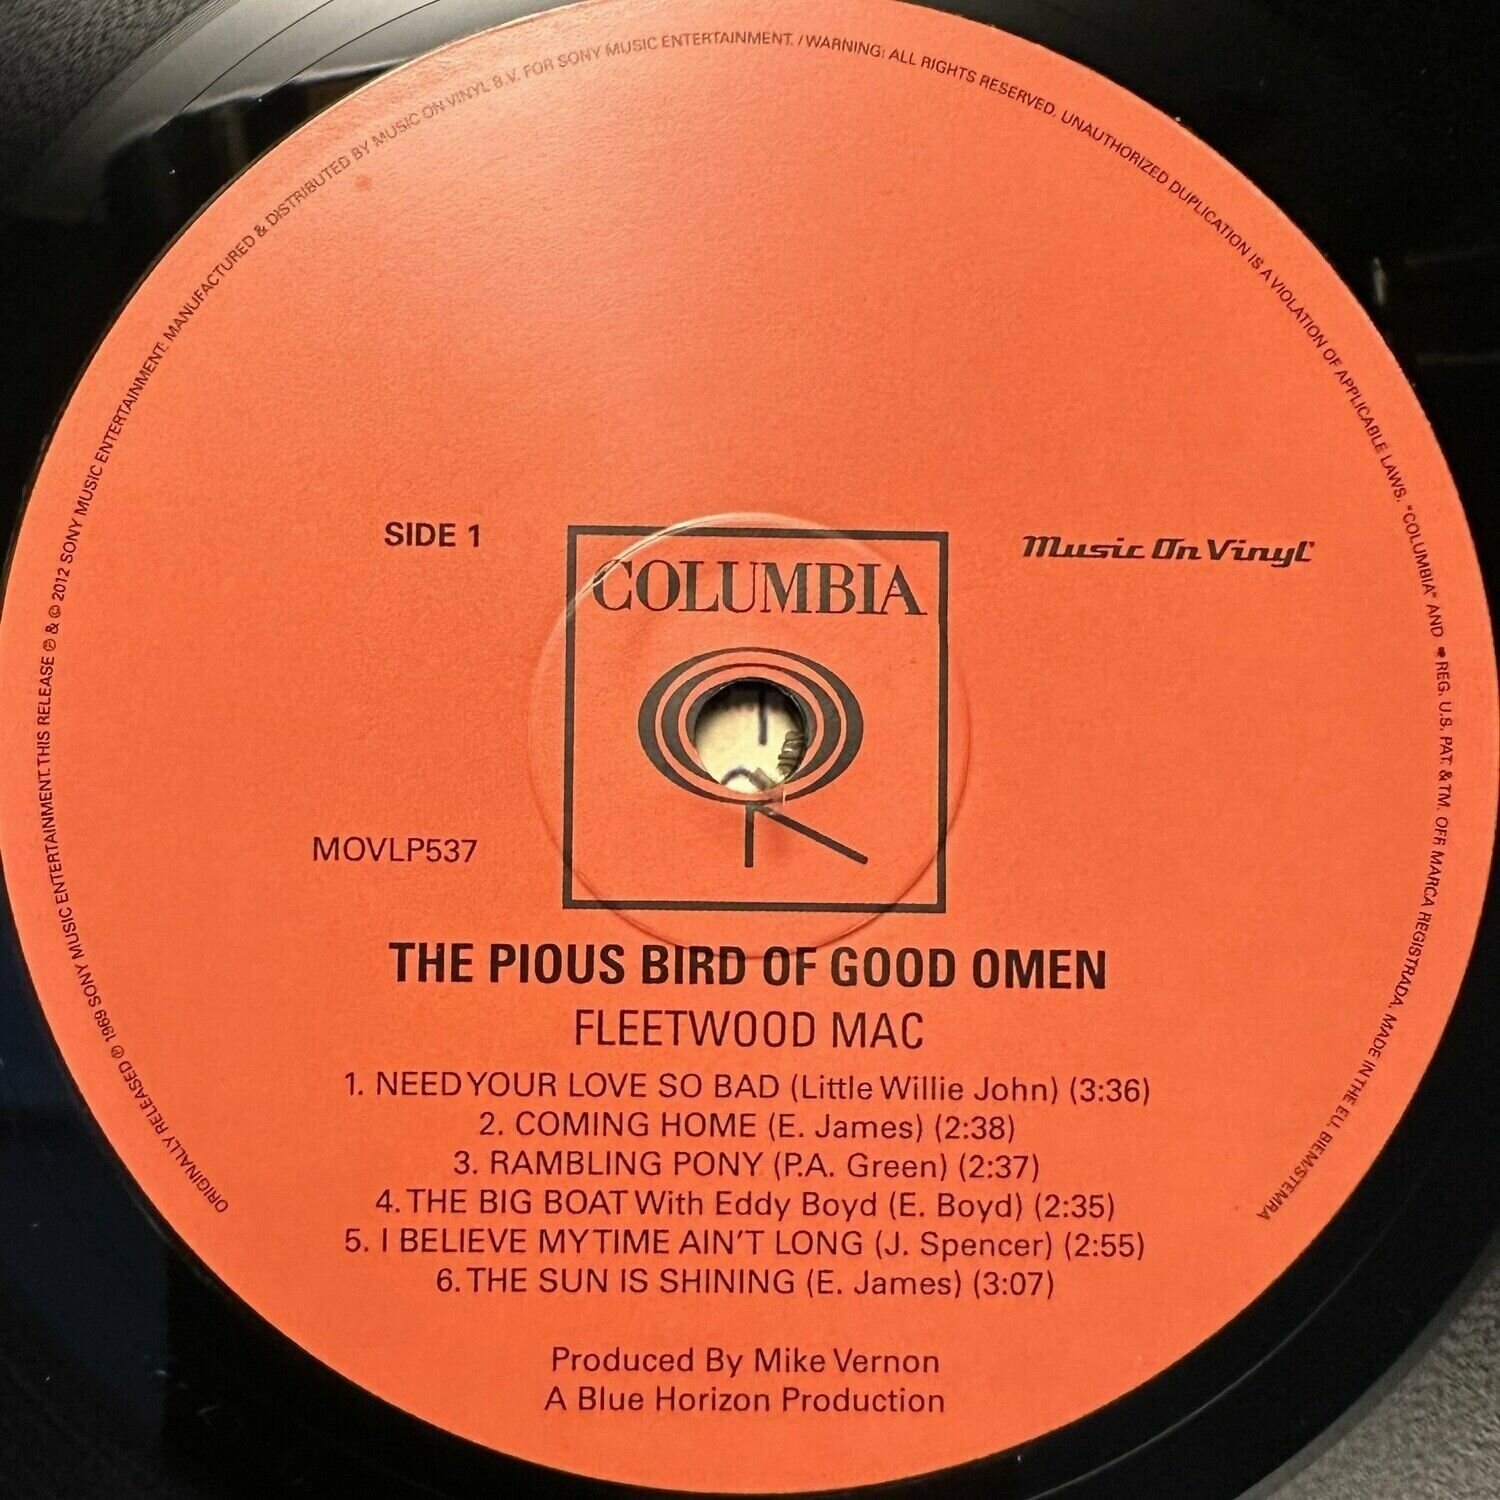 ORIGINALLY RELEASED ℗ 1969 SONY MUSIC ENTERTAINMENT. THIS RELEASE ℗ & © 2012 SONY MUSIC ENTERTAINMENT. MANUFACTURED & DISTRIBUTED BY MUSIC ON VINYL B.V. FOR SONY MUSIC ENTERTAINMENT. / WARNING: ALL RIGHTS RESERVED. UNAUTHORIZED DUPLICATION IS A VIOLATION OF APPLICABLE LAWS. "COLUMBIA" AND REG. U.S. PAT. & TM. OFF. MARCA REGISTRADA. MADE IN THE EU. BIEM/STEMRA
SIDE 1
COLUMBIA
Music On Vinyl
MOVLP537
THE PIOUS BIRD OF GOOD OMEN
FLEETWOOD MAC
1. NEED YOUR LOVE SO BAD (Little Willie John) (3:36)
2. COMING HOME (E. James) (2:38)
3. RAMBLING PONY (P.A. Green) (2:37)
4. THE BIG BOAT With Eddy Boyd (E. Boyd) (2:35)
5. I BELIEVE MY TIME AIN'T LONG (J. Spencer) (2:55)
6. THE SUN IS SHINING (E. James) (3:07)
Produced By Mike Vernon
A Blue Horizon Production